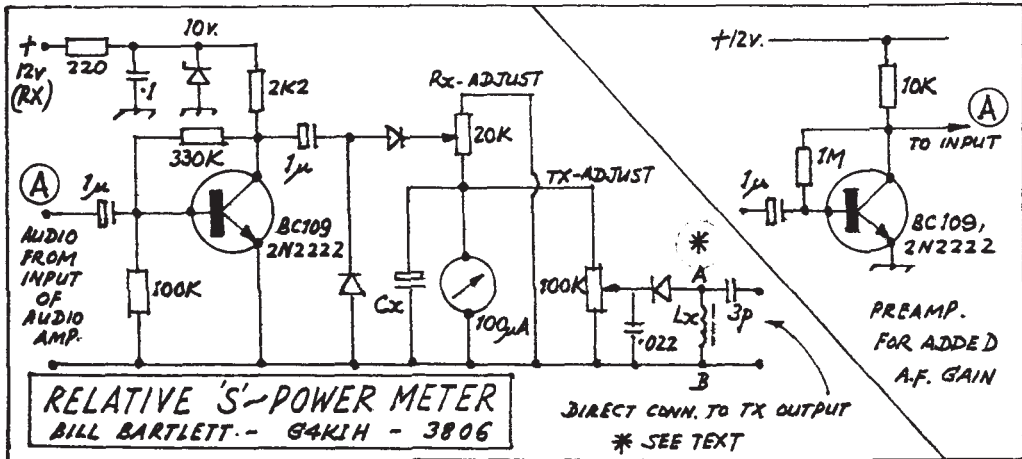 +
12v
(RX)
220
.1
10v.
2K2
330K
1µ
A
1µ
AUDIO
FROM
INPUT
OF
AUDIO
AMP.
100K
BC109
2N2222
Rx-ADJUST
20K
TX-ADJUST
Cx
100µA
100K
.022
*
A
Lx
3p
B
DIRECT CONN. TO TX OUTPUT
* SEE TEXT
RELATIVE 'S'~POWER METER
BILL BARTLETT.- G4KIH - 3806
+12v.
10K
A
TO INPUT
1M
1µ
BC109,
2N2222
PREAMP.
FOR ADDED
A.F. GAIN